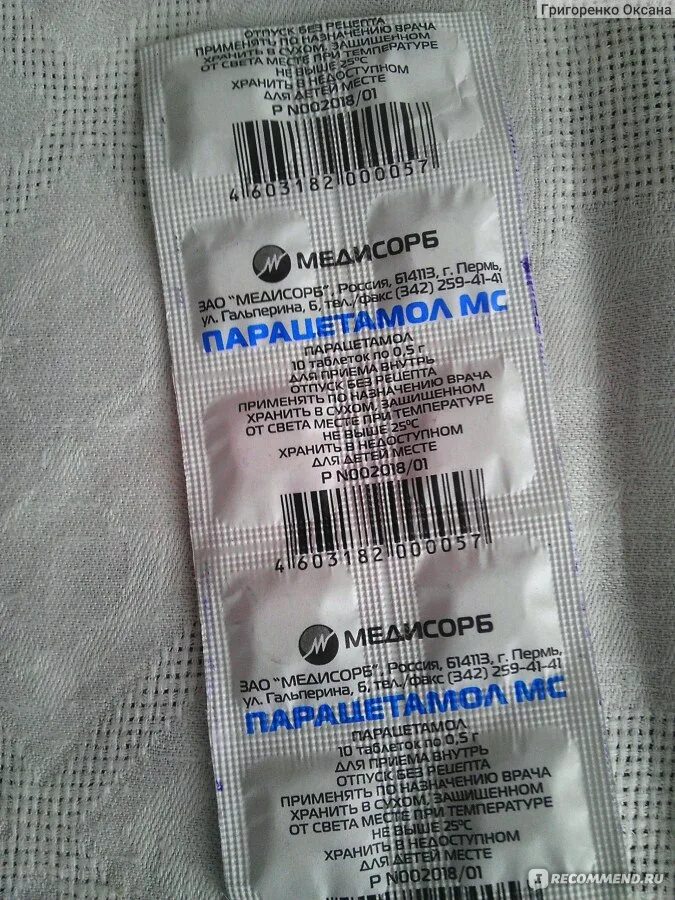 Григоренко Оксана
ОТПУСК БЕЗ РЕЦЕПТА
ПРИМЕНЯТЬ ПО НАЗНАЧЕНИЮ ВРАЧА
ХРАНИТЬ В СУХОМ, ЗАЩИЩЕННОМ
ОТ СВЕТА МЕСТЕ ПРИ ТЕМПЕРАТУРЕ
НЕ ВЫШЕ 25°С
ХРАНИТЬ В НЕДОСТУПНОМ
ДЛЯ ДЕТЕЙ МЕСТЕ
Р N002018/01
4 603182 000057
МЕДИСОРБ
ЗАО "МЕДИСОРБ", Россия, 614113, г. Пермь,
ул. Гальперина, 6, тел./факс (342) 259-41-41
ПАРАЦЕТАМОЛ МС
ПАРАЦЕТАМОЛ
10 таблеток по 0,5 г
ДЛЯ ПРИЕМА ВНУТРЬ
ОТПУСК БЕЗ РЕЦЕПТА
ПРИМЕНЯТЬ ПО НАЗНАЧЕНИЮ ВРАЧА
ХРАНИТЬ В СУХОМ, ЗАЩИЩЕННОМ
ОТ СВЕТА МЕСТЕ ПРИ ТЕМПЕРАТУРЕ
НЕ ВЫШЕ 25°С
ХРАНИТЬ В НЕДОСТУПНОМ
ДЛЯ ДЕТЕЙ МЕСТЕ
Р N002018/01
4 603182 000057
МЕДИСОРБ
ЗАО "МЕДИСОРБ", Россия, 614113, г. Пермь,
ул. Гальперина, 6, тел./факс (342) 259-41-41
ПАРАЦЕТАМОЛ МС
ПАРАЦЕТАМОЛ
10 таблеток по 0,5 г
ДЛЯ ПРИЕМА ВНУТРЬ
ОТПУСК БЕЗ РЕЦЕПТА
ПРИМЕНЯТЬ ПО НАЗНАЧЕНИЮ ВРАЧА
ХРАНИТЬ В СУХОМ, ЗАЩИЩЕННОМ
ОТ СВЕТА МЕСТЕ ПРИ ТЕМПЕРАТУРЕ
НЕ ВЫШЕ 25°С
ХРАНИТЬ В НЕДОСТУПНОМ
ДЛЯ ДЕТЕЙ МЕСТЕ
Р N002018/01
IRECOMMEND.RU